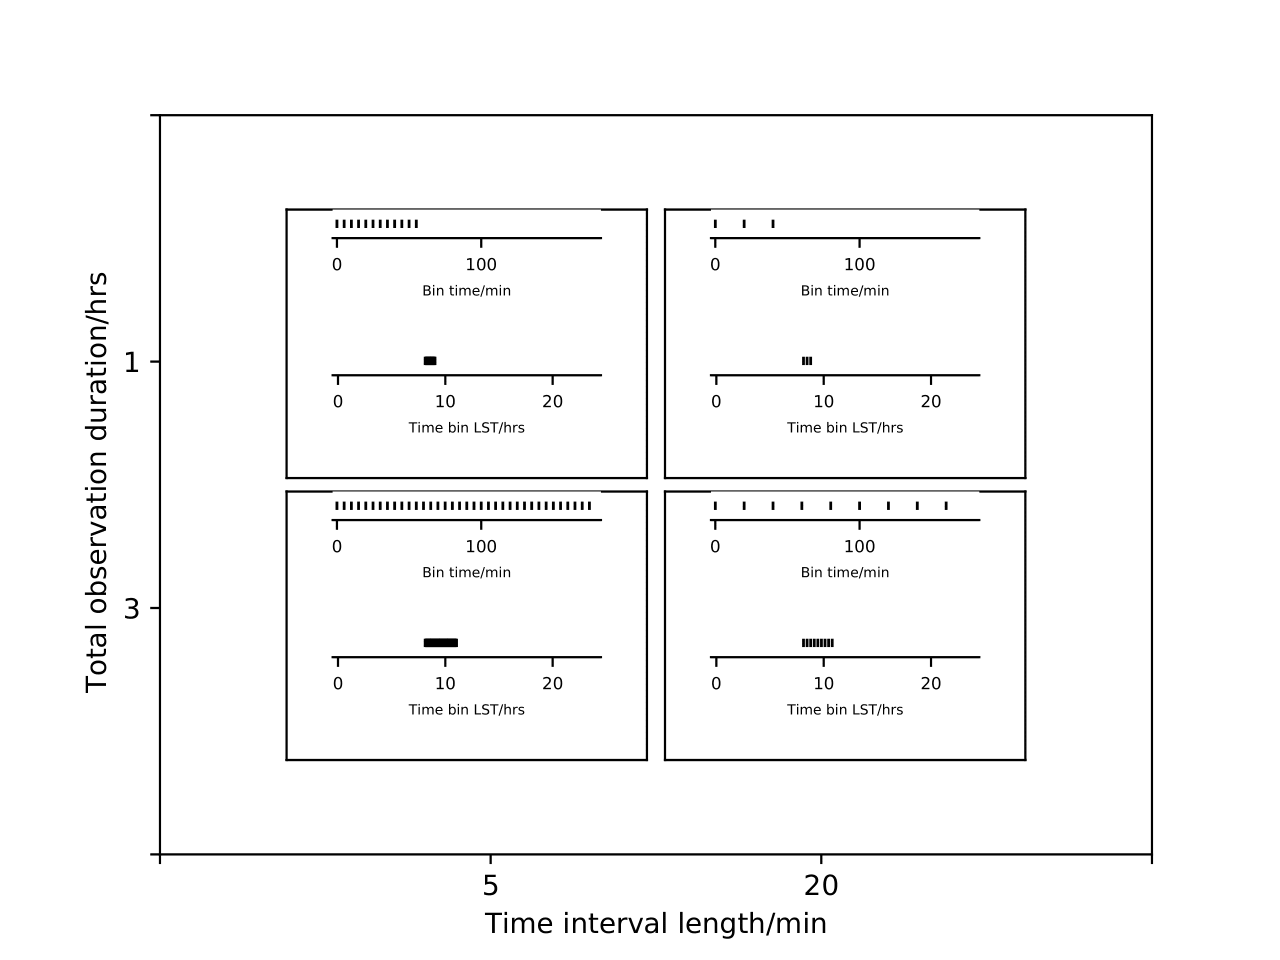 0 100
0 100
Bin time/min
Bin time/min
0 10 20
0 10 20
Time bin LST/hrs
Time bin LST/hrs
0 100
0 100
Bin time/min
Bin time/min
0 10 20
0 10 20
Time bin LST/hrs
Time bin LST/hrs
Total observation duration/hrs
1
3
5 20
Time interval length/min